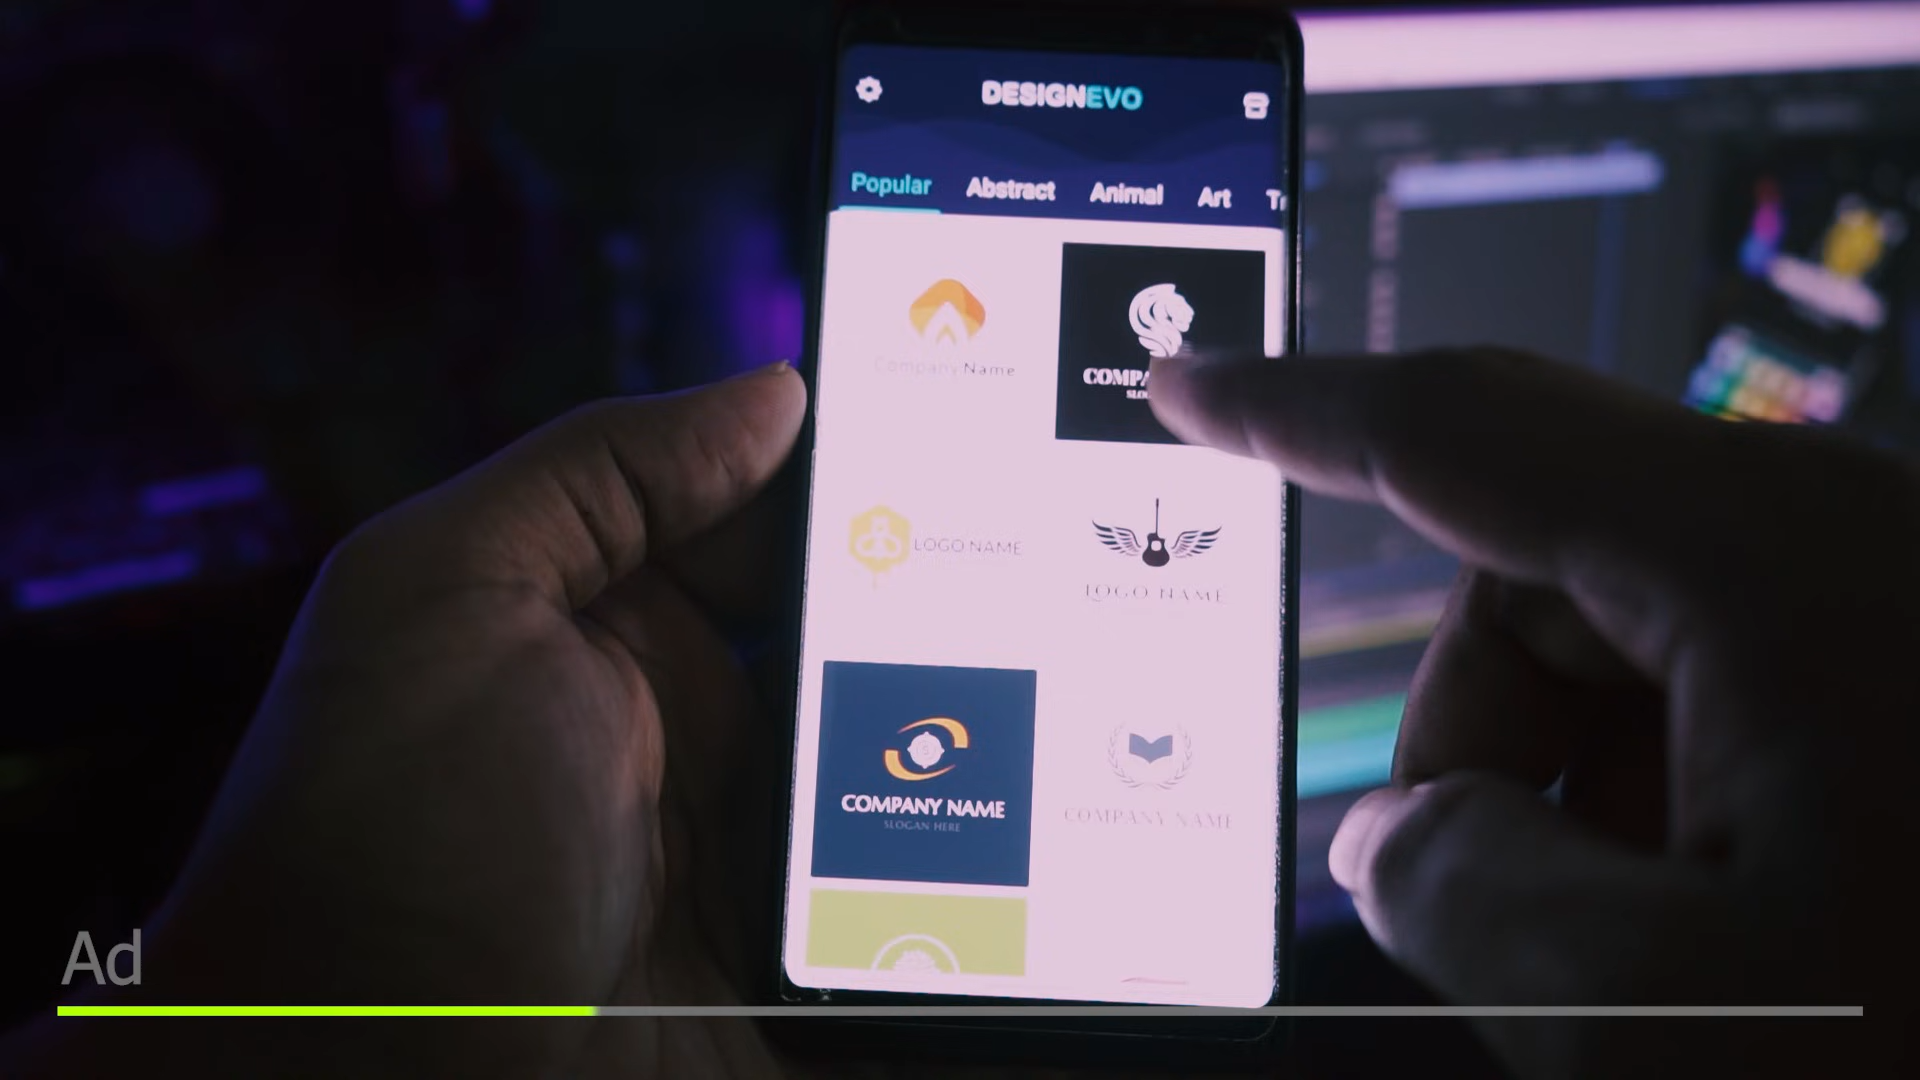 DESIGNEVO
Popular Abstract Animal Art
Company Name
COMPA
LOGO NAME
LOGO NAME
COMPANY NAME
SLOGAN HERE
COMPANY NAME
Ad